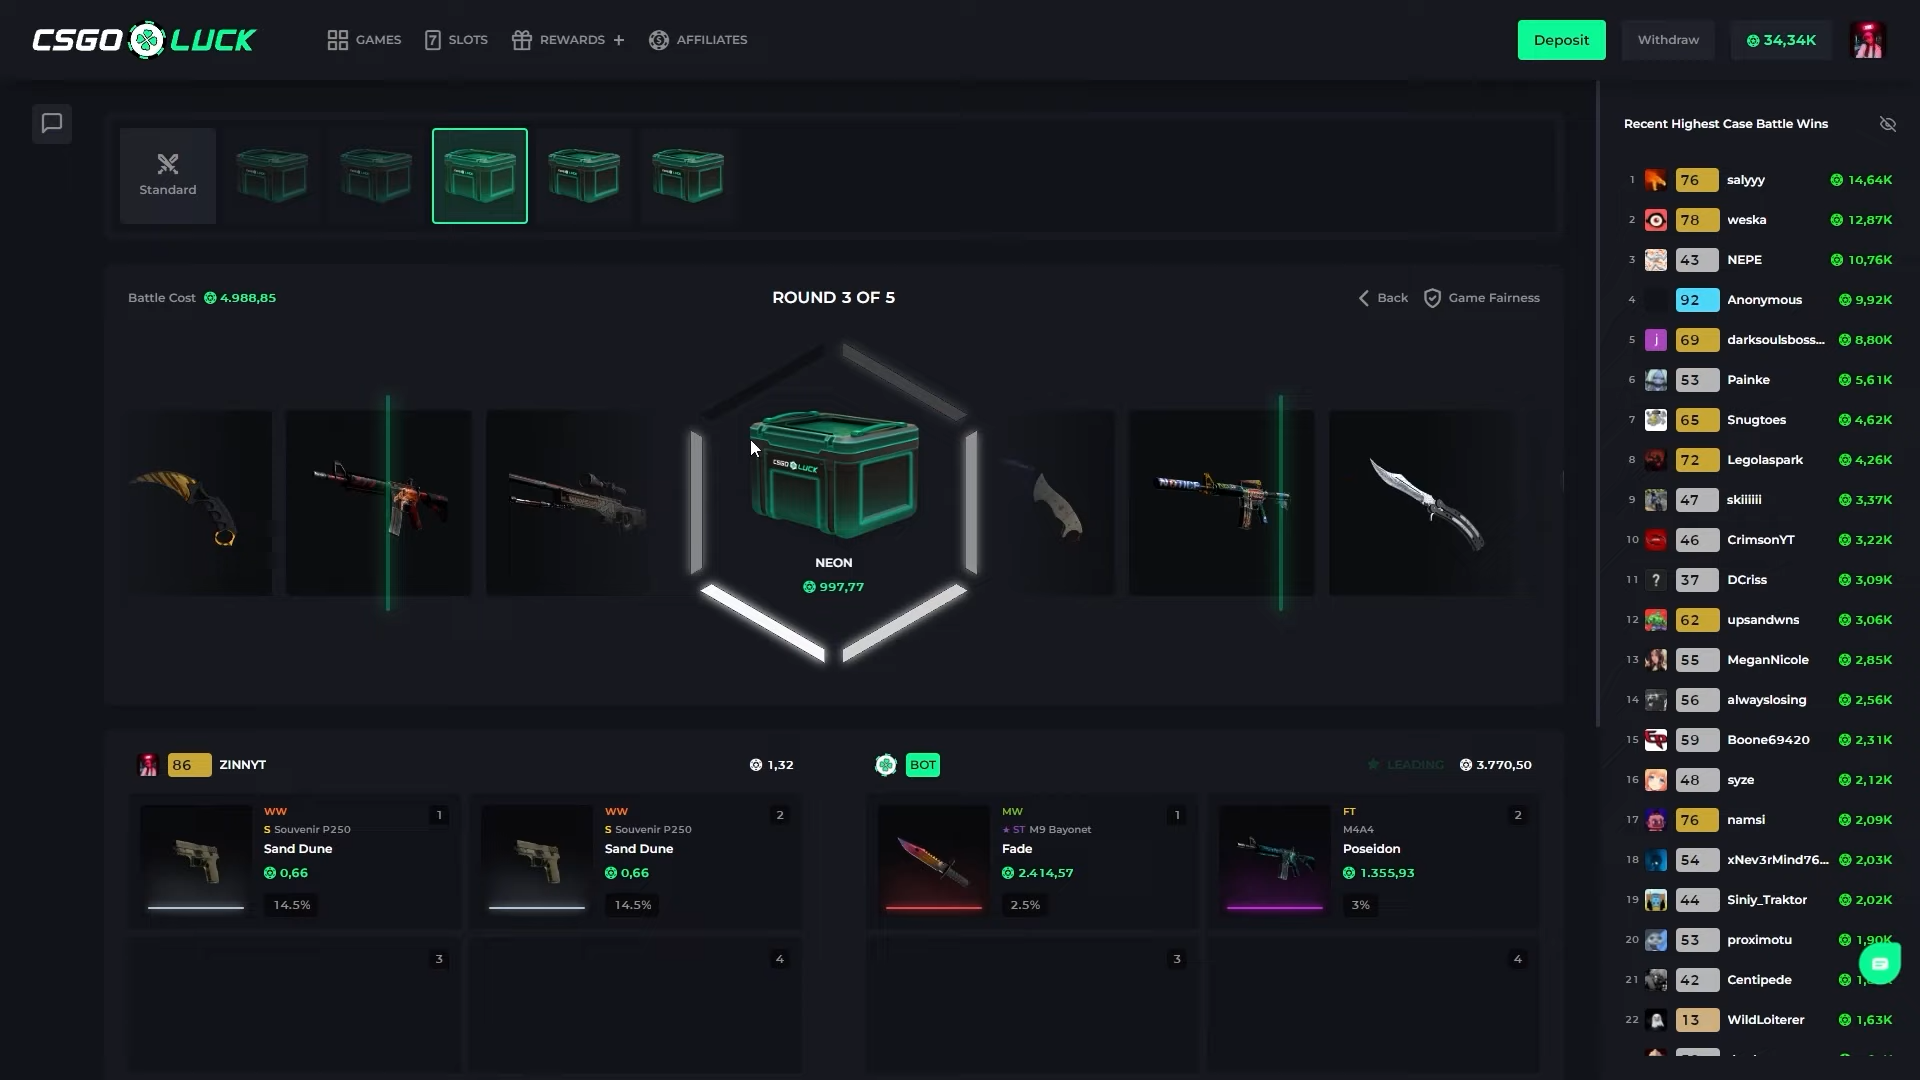 CSGO LUCK
GAMES
SLOTS
REWARDS +
AFFILIATES
Deposit
Withdraw
34,34K
Standard
Battle Cost 4.988,85
ROUND 3 OF 5
Back
Game Fairness
CSGO LUCK
NEON
997,77
86 ZINNYT
1,32
BOT
LEADING
3.770,50
WW
1
S Souvenir P250
Sand Dune
0,66
14.5%
WW
2
S Souvenir P250
Sand Dune
0,66
14.5%
MW
1
★ ST M9 Bayonet
Fade
2.414,57
2.5%
FT
2
M4A4
Poseidon
1.355,93
3%
3
4
3
4
Recent Highest Case Battle Wins
1 76 salyyy 14,64K
2 78 weska 12,87K
3 43 NEPE 10,76K
4 92 Anonymous 9,92K
5 j 69 darksoulsboss... 8,80K
6 53 Painke 5,61K
7 65 Snugtoes 4,62K
8 72 Legolaspark 4,26K
9 47 skiiiiii 3,37K
10 46 CrimsonYT 3,22K
11 ? 37 DCriss 3,09K
12 62 upsandwns 3,06K
13 55 MeganNicole 2,85K
14 56 alwayslosing 2,56K
15 59 Boone69420 2,31K
16 48 syze 2,12K
17 76 namsi 2,09K
18 54 xNev3rMind76... 2,03K
19 44 Siniy_Traktor 2,02K
20 53 proximotu 1,90K
21 42 Centipede
22 13 WildLoiterer 1,63K